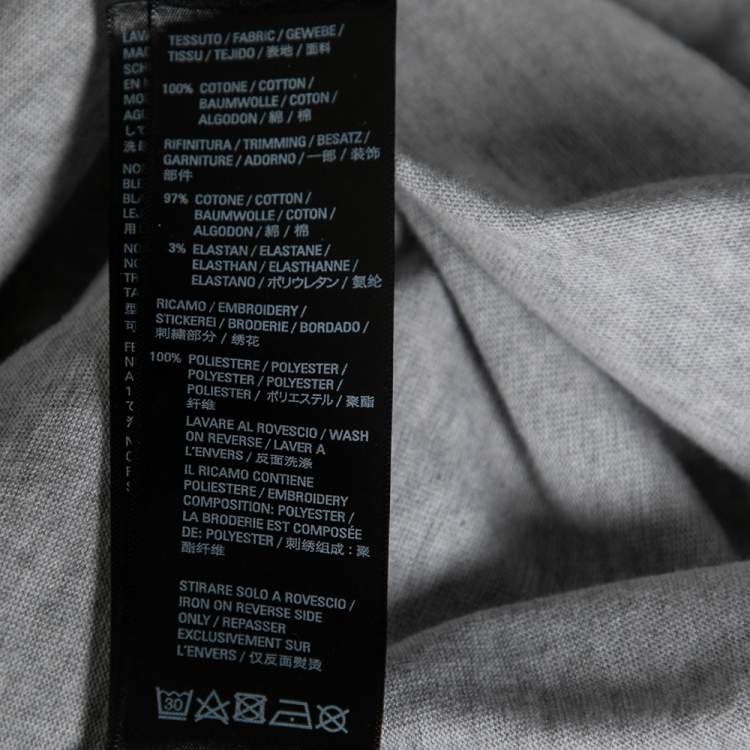 TESSUTO / FABRIC / GEWEBE /
TISSU / TEJIDO / 表地 / 面料
100% COTONE / COTTON /
BAUMWOLLE / COTON /
ALGODON / 綿 / 棉
RIFINITURA / TRIMMING / BESATZ /
GARNITURE / ADORNO / 一部 / 装饰
部件
97% COTONE / COTTON /
BAUMWOLLE / COTON /
ALGODON / 綿 / 棉
3% ELASTAN / ELASTANE /
ELASTHAN / ELASTHANNE /
ELASTANO / ポリウレタン / 氨纶
RICAMO / EMBROIDERY /
STICKEREI / BRODERIE / BORDADO /
刺繍部分 / 绣花
100% POLIESTERE / POLYESTER /
POLYESTER / POLYESTER /
POLIESTER / ポリエステル / 聚酯
纤维
LAVARE AL ROVESCIO / WASH
ON REVERSE / LAVER A
L'ENVERS / 反面洗涤
IL RICAMO CONTIENE
POLIESTERE / EMBROIDERY
COMPOSITION: POLYESTER /
LA BRODERIE EST COMPOSÉE
DE: POLYESTER / 刺绣组成：聚
酯纤维
STIRARE SOLO A ROVESCIO /
IRON ON REVERSE SIDE
ONLY / REPASSER
EXCLUSIVEMENT SUR
L'ENVERS / 仅反面熨烫
30